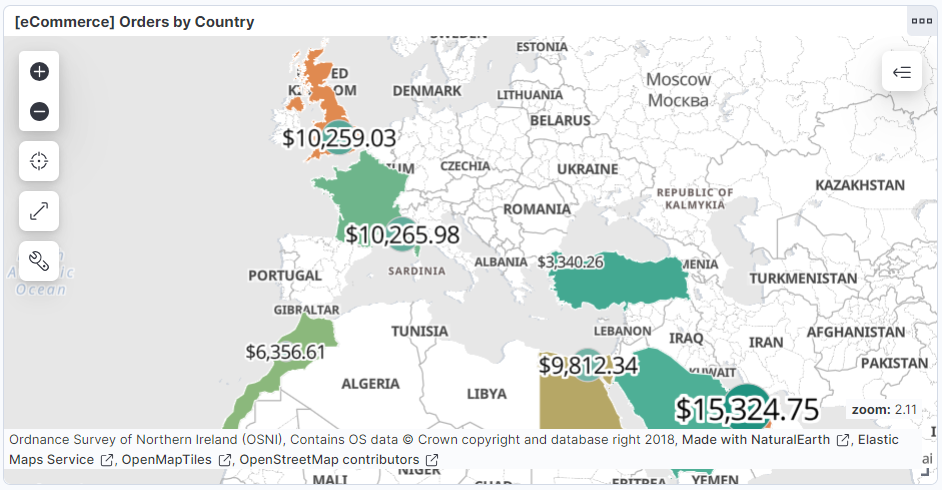 [eCommerce] Orders by Country
ESTONIA
Moscow
Москва
DENMARK
LITHUANIA
BELARUS
$10,259.03
CZECHIA
UKRAINE
REPUBLIC OF
KALMYKIA
KAZAKHSTAN
ROMANIA
$10,265.98
ALBANIA
$3,340.26
SARDINIA
PORTUGAL
TURKMENISTAN
Ocean
GIBRALTAR
TUNISIA
LEBANON
IRAQ
IRAN
AFGHANISTAN
$6,356.61
$9,812.34
KUWAIT
PAKISTAN
ALGERIA
LIBYA
$15,324.75
zoom: 2.11
Ordnance Survey of Northern Ireland (OSNI), Contains OS data © Crown copyright and database right 2018, Made with NaturalEarth, Elastic
Maps Service, OpenMapTiles, OpenStreetMap contributors
MALI
NIGER
ERITREA
YEMEN